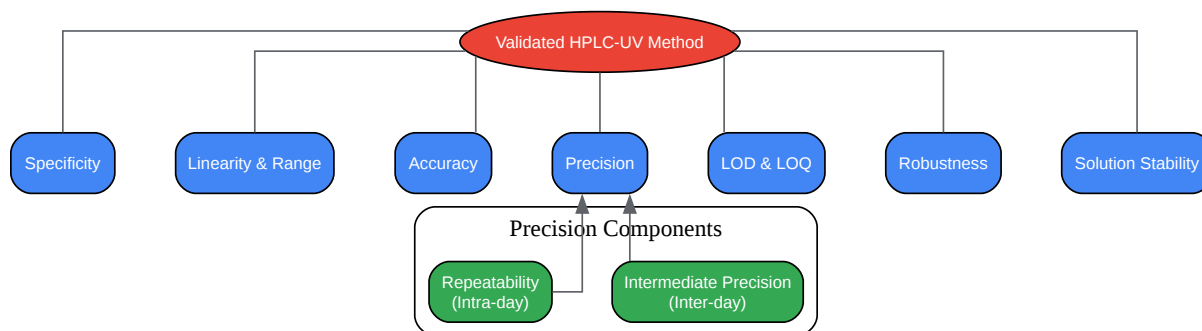 Validated HPLC-UV Method
Specificity
Linearity & Range
Accuracy
Precision
LOD & LOQ
Robustness
Solution Stability
Precision Components
Repeatability
(Intra-day)
Intermediate Precision
(Inter-day)